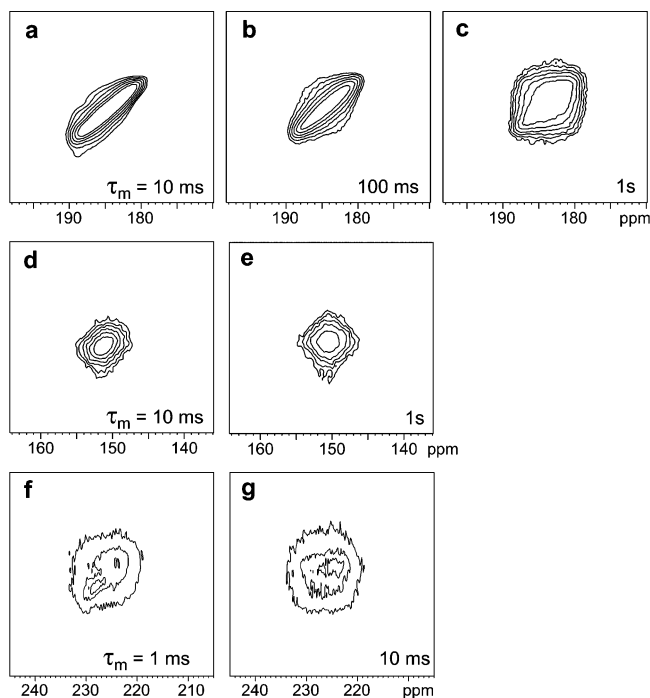 a
b
c
τm = 10 ms
100 ms
1s
190 180
190 180
190 180 ppm
d
e
τm = 10 ms
1s
160 150 140
160 150 140 ppm
f
g
τm = 1 ms
10 ms
240 230 220 210
240 230 220 ppm